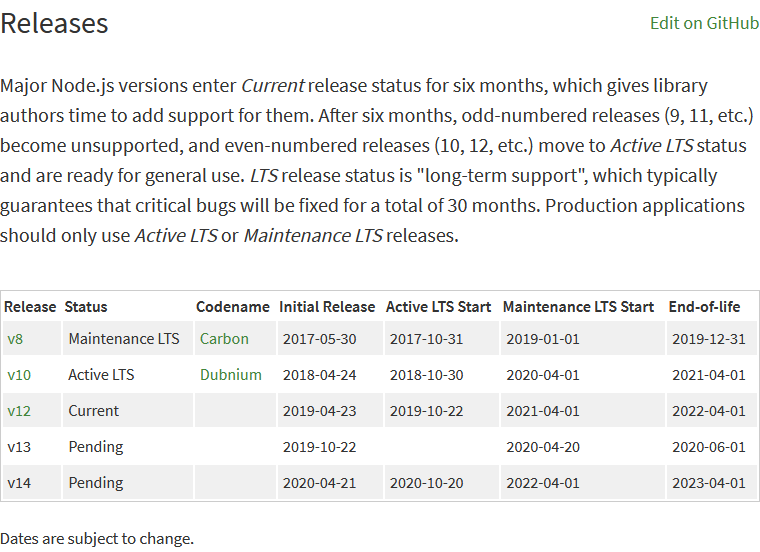 Releases
Edit on GitHub
Major Node.js versions enter Current release status for six months, which gives library
authors time to add support for them. After six months, odd-numbered releases (9, 11, etc.)
become unsupported, and even-numbered releases (10, 12, etc.) move to Active LTS status
and are ready for general use. LTS release status is "long-term support", which typically
guarantees that critical bugs will be fixed for a total of 30 months. Production applications
should only use Active LTS or Maintenance LTS releases.
Release Status Codename Initial Release Active LTS Start Maintenance LTS Start End-of-life
v8 Maintenance LTS Carbon 2017-05-30 2017-10-31 2019-01-01 2019-12-31
v10 Active LTS Dubnium 2018-04-24 2018-10-30 2020-04-01 2021-04-01
v12 Current 2019-04-23 2019-10-22 2021-04-01 2022-04-01
v13 Pending 2019-10-22 2020-04-20 2020-06-01
v14 Pending 2020-04-21 2020-10-20 2022-04-01 2023-04-01
Dates are subject to change.